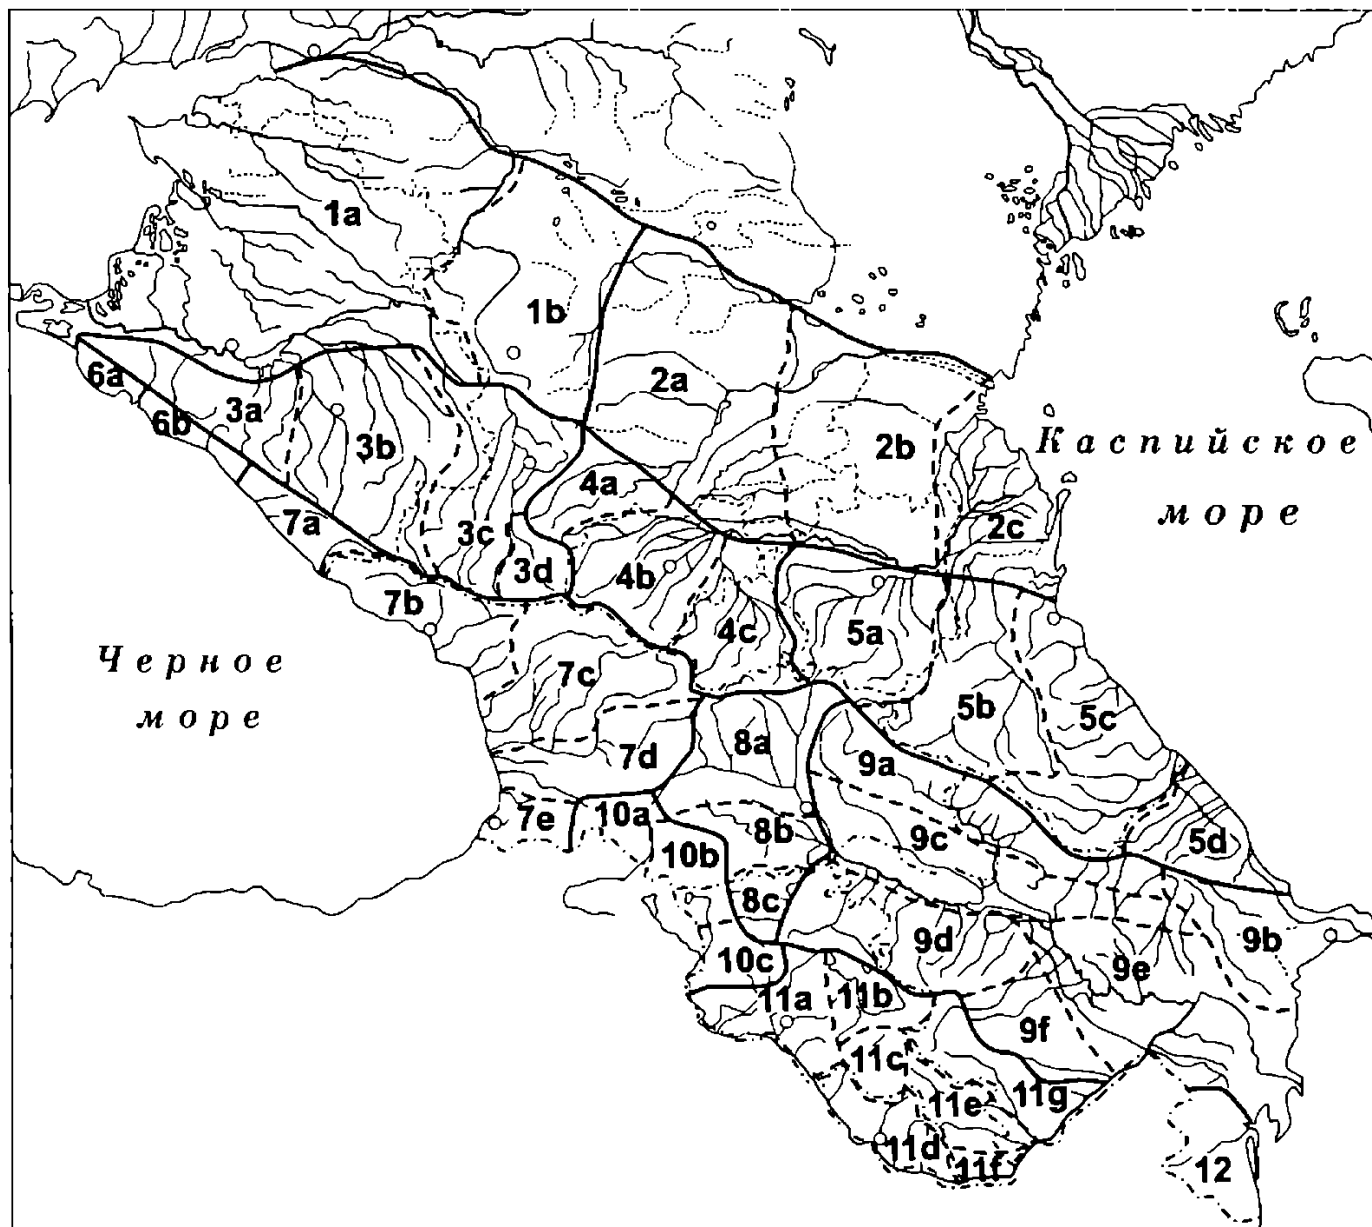 1a
1b
2a
6a
3a
6b
3b
2b
Каспийское
море
4a
7a
3c
2c
3d
4b
7b
4c
5a
Черное
море
7c
5b
5c
7d
8a
9a
7e
10a
8b
9c
5d
10b
8c
9d
9b
10c
9e
11a
11b
9f
11c
11g
11e
11d
11f
12